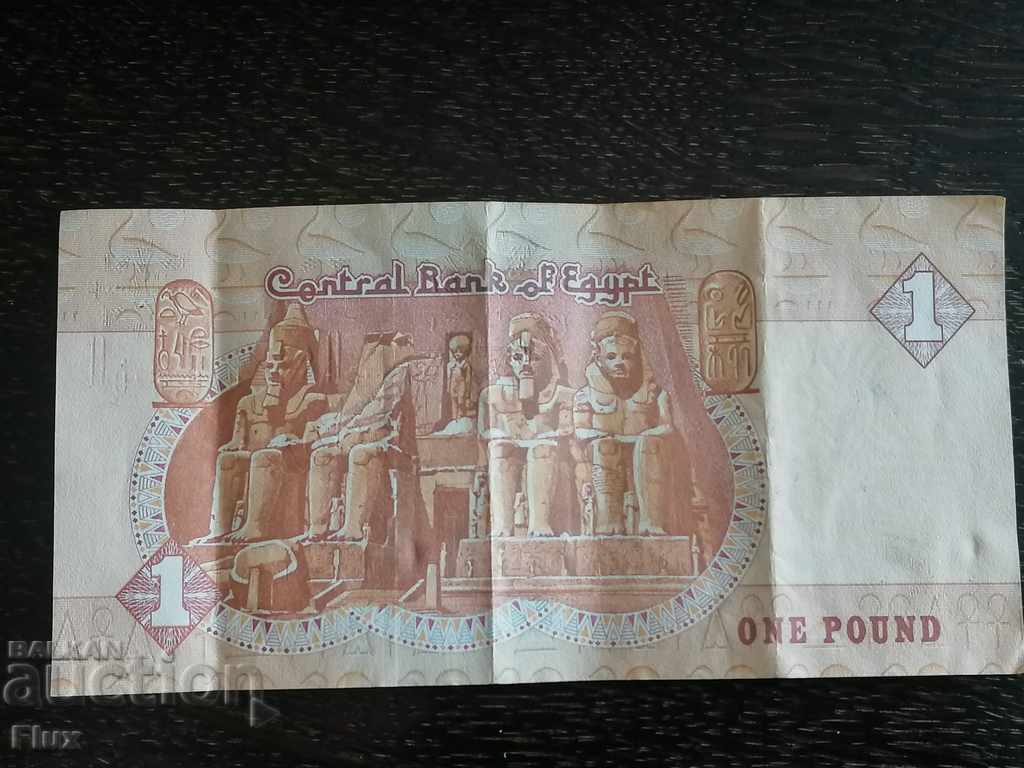 Central Bank of Egypt
1
1
ONE POUND
BALKAN
auction
Flux